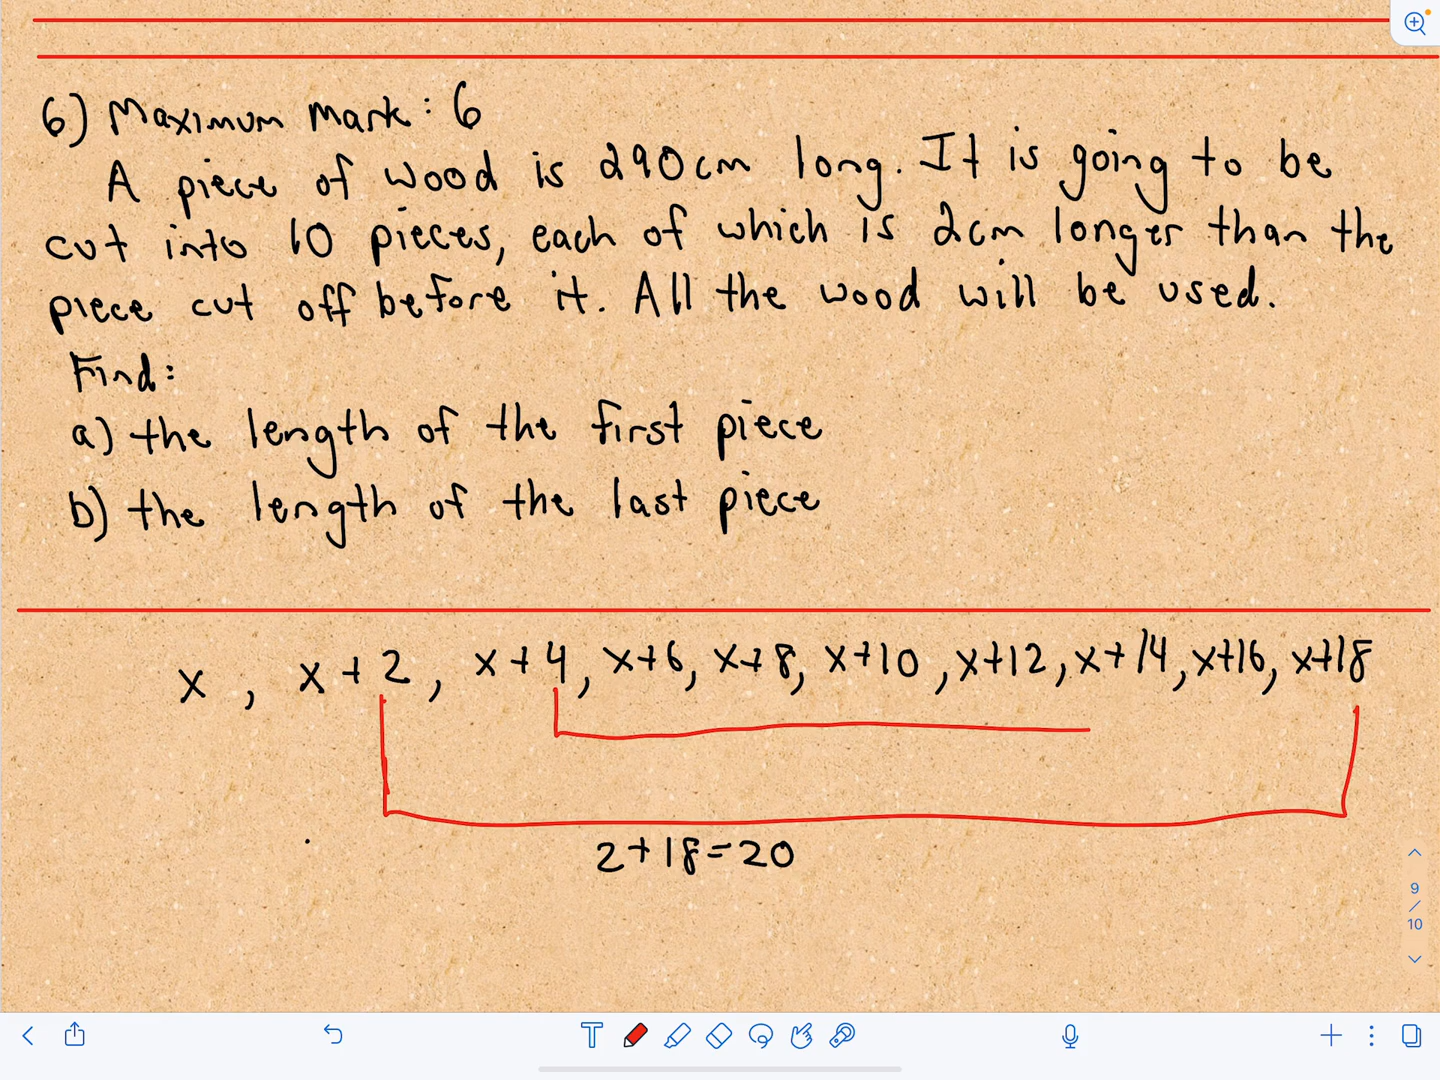 6) Maximum Mark: 6
A piece of wood is 290cm long. It is going to be
cut into 10 pieces, each of which is 2cm longer than the
piece cut off before it. All the wood will be used.
Find:
a) the length of the first piece
b) the length of the last piece
x, x+2, x+4, x+6, x+8, x+10, x+12, x+14, x+16, x+18
2+18=20
9
/
10